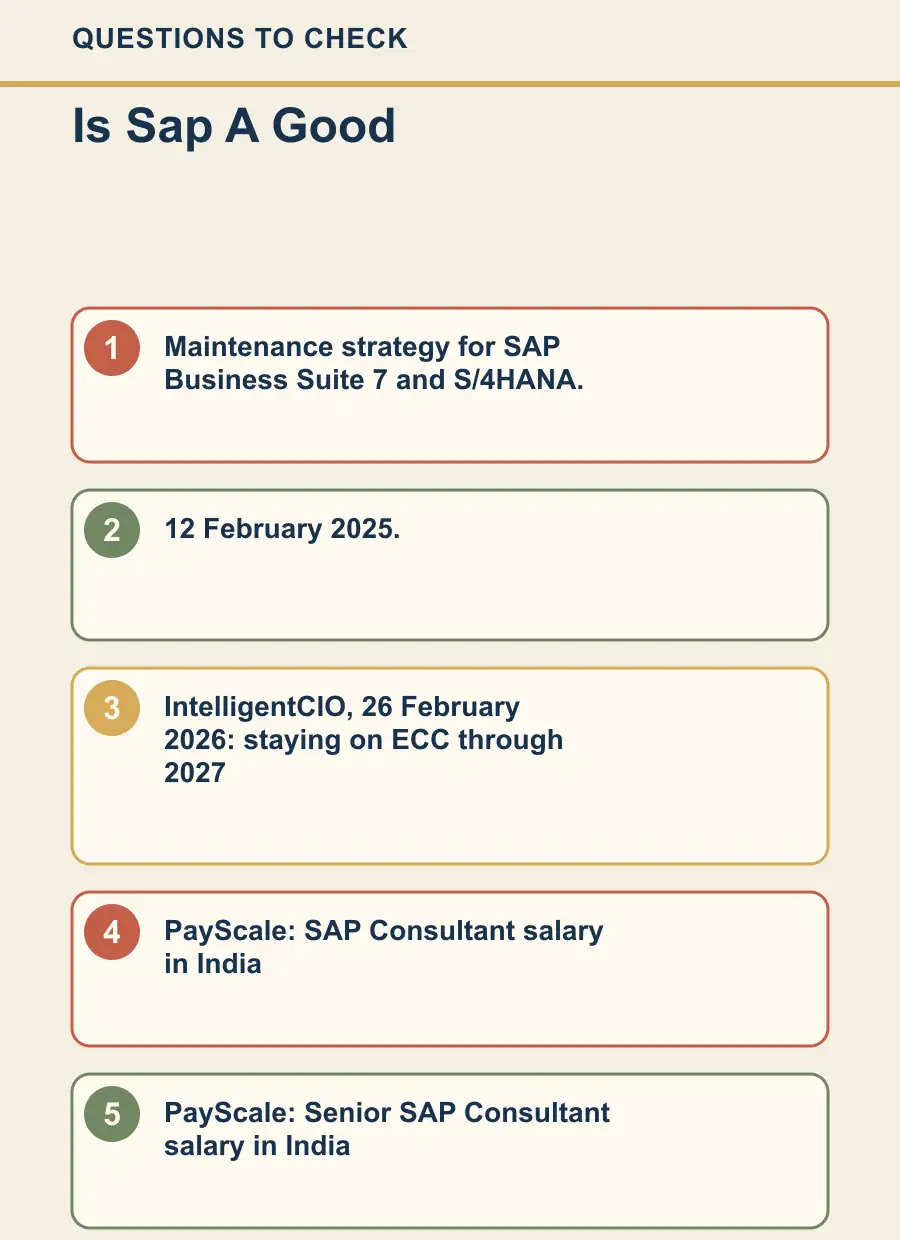 QUESTIONS TO CHECK
Is Sap A Good
1
Maintenance strategy for SAP
Business Suite 7 and S/4HANA.
2
12 February 2025.
3
IntelligentCIO, 26 February
2026: staying on ECC through
2027
4
PayScale: SAP Consultant salary
in India
5
PayScale: Senior SAP Consultant
salary in India